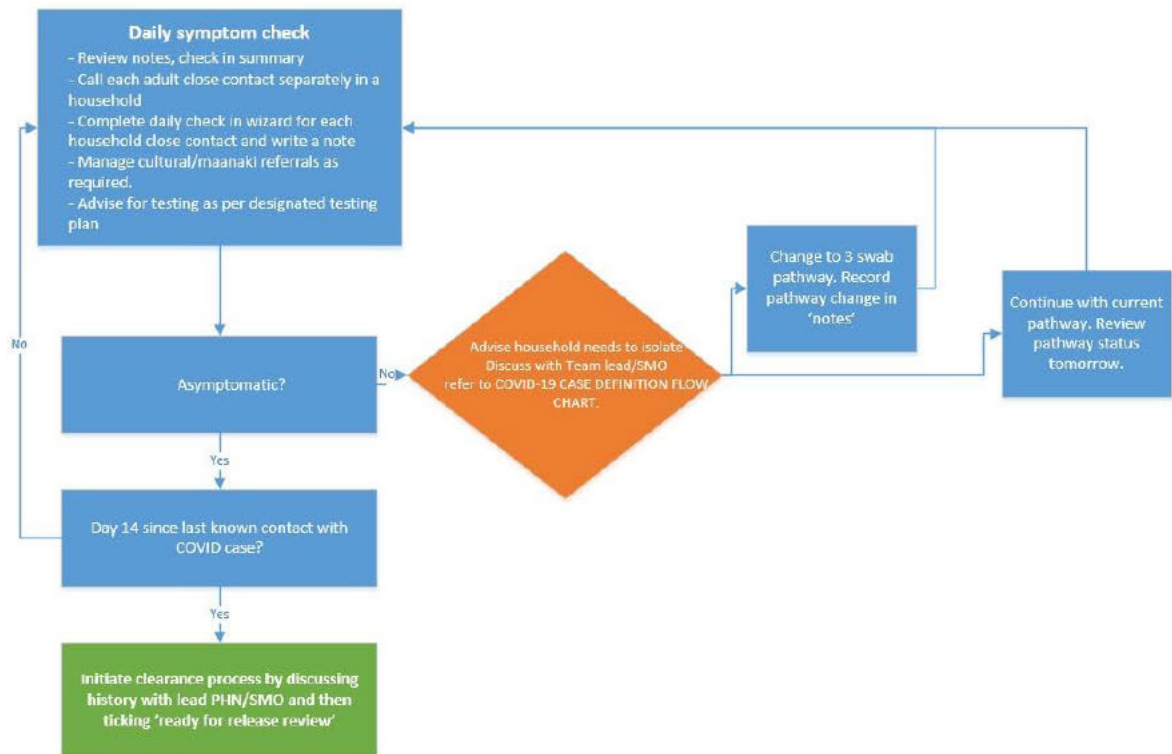 Daily symptom check
- Review notes, check in summary
- Call each adult close contact separately in a
household
- Complete daily check in wizard for each
household close contact and write a note
- Manage cultural/maanaki referrals as
required.
- Advise for testing as per designated testing
plan
No
Asymptomatic?
No
Advise household needs to isolate
Discuss with Team lead/SMO
refer to COVID-19 CASE DEFINITION FLOW
CHART.
Change to 3 swab
pathway. Record
pathway change in
‘notes’
Continue with current
pathway. Review
pathway status
tomorrow.
Yes
Day 14 since last known contact with
COVID case?
Yes
Initiate clearance process by discussing
history with lead PHN/SMO and then
ticking ‘ready for release review’